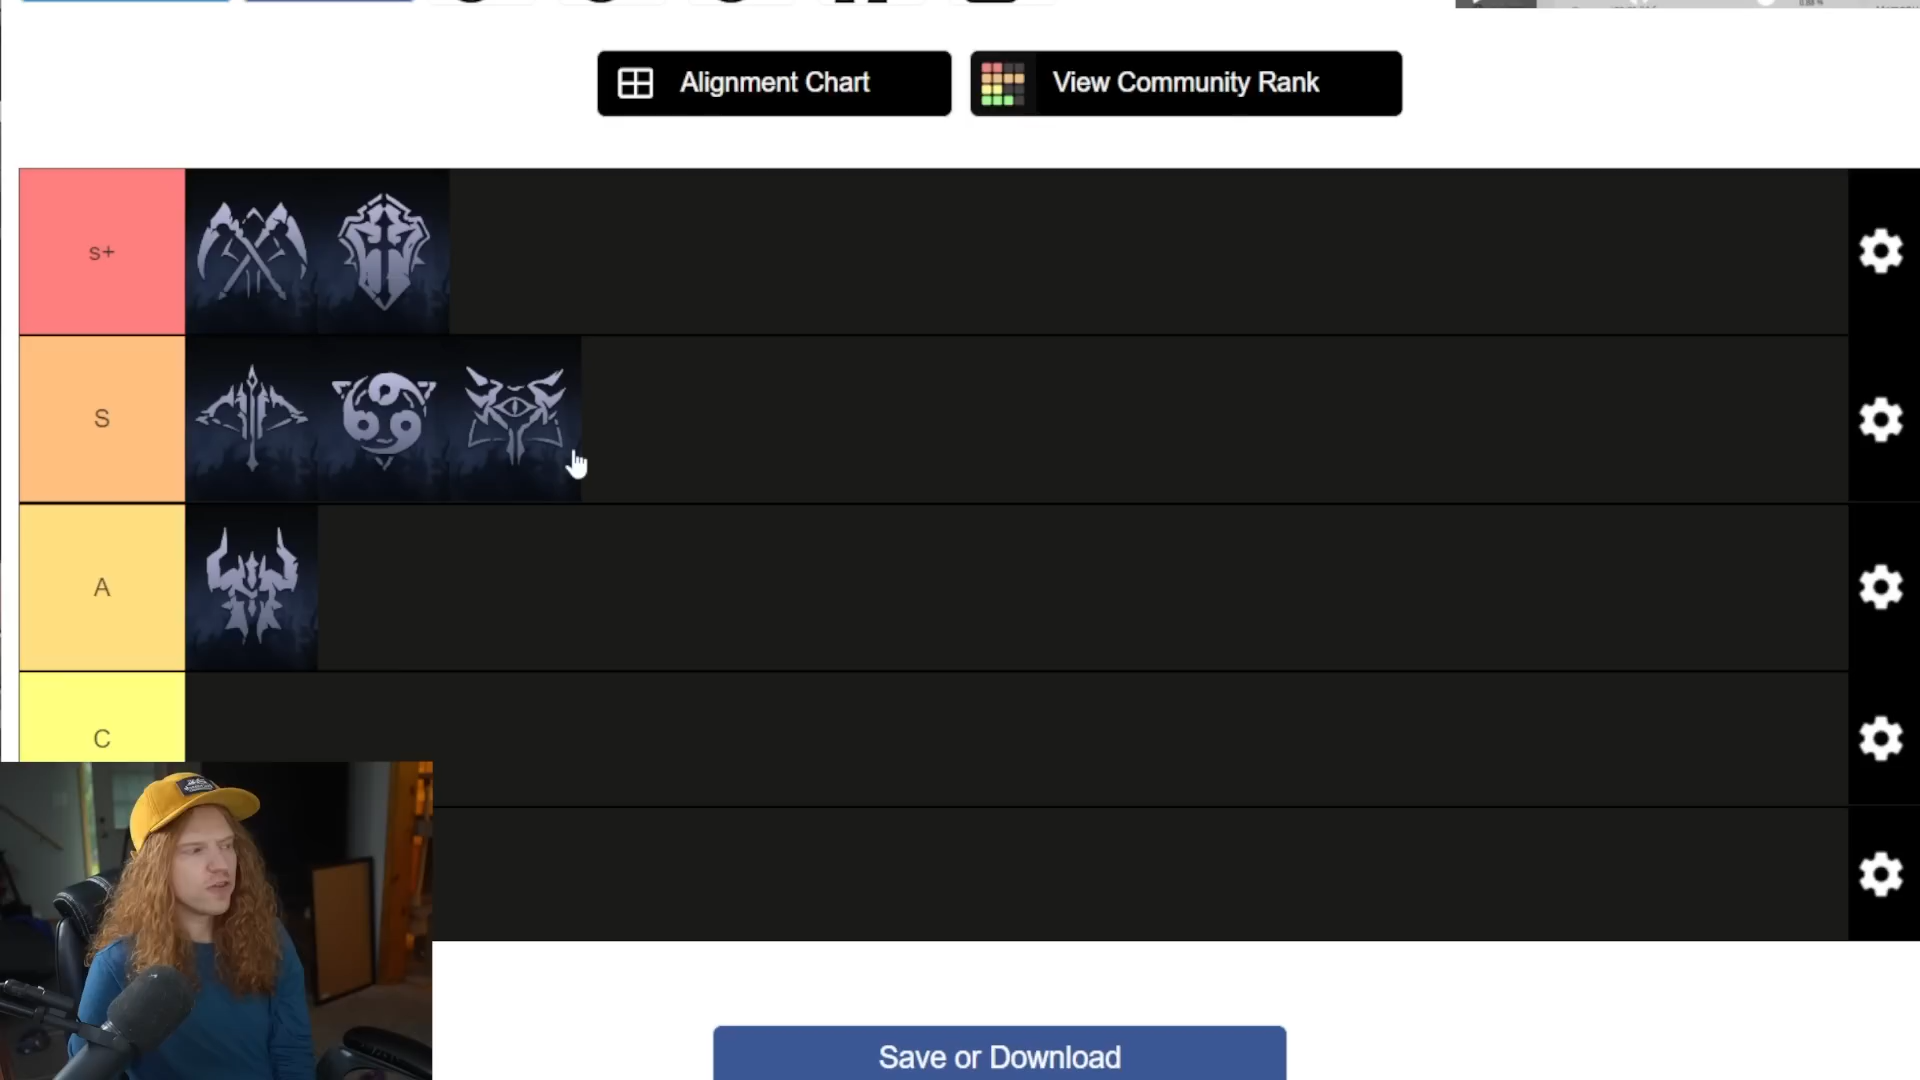 Alignment Chart
View Community Rank
s+
S
A
C
Save or Download